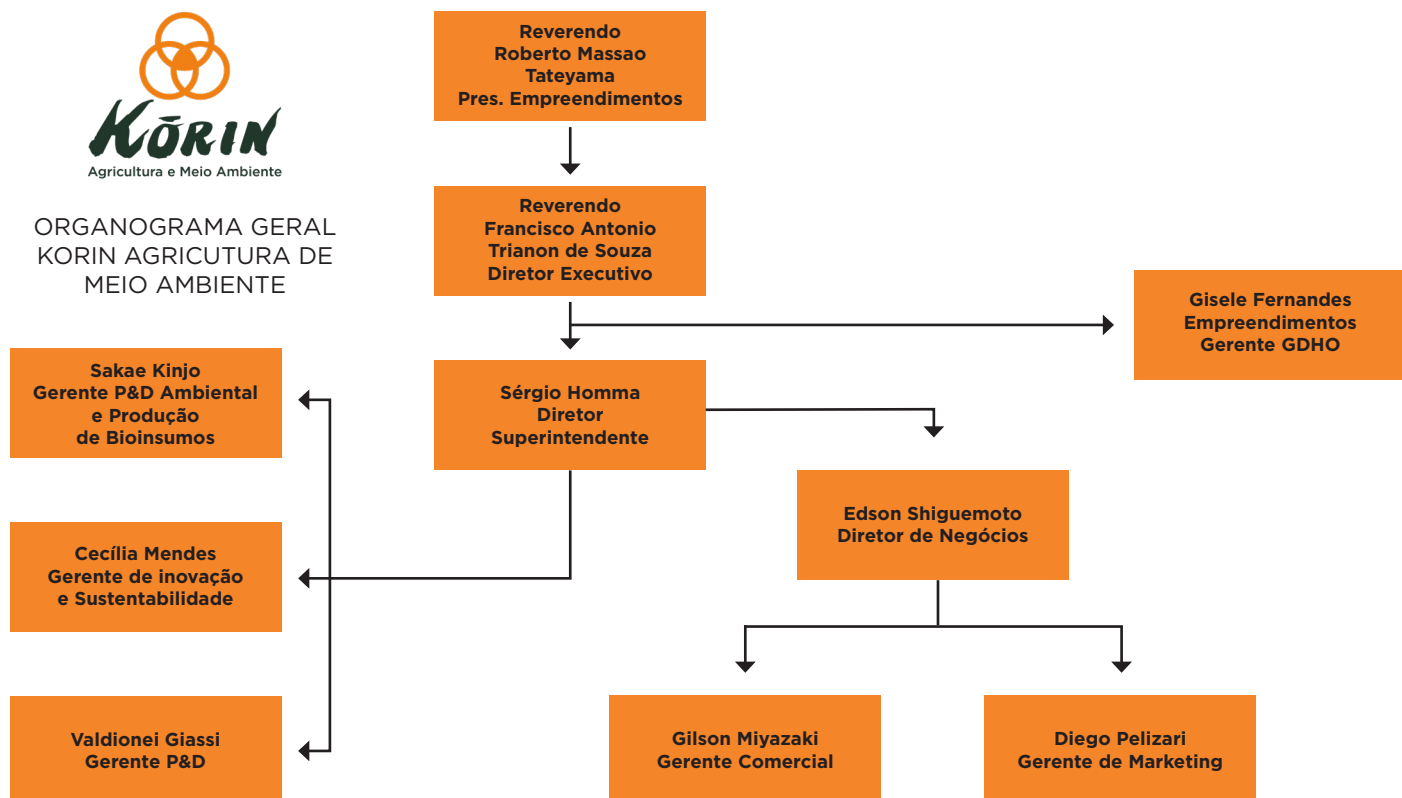 KŌRIN
Agricultura e Meio Ambiente
ORGANOGRAMA GERAL
KORIN AGRICUTURA DE
MEIO AMBIENTE
Reverendo
Roberto Massao
Tateyama
Pres. Empreendimentos
Reverendo
Francisco Antonio
Trianon de Souza
Diretor Executivo
Gisele Fernandes
Empreendimentos
Gerente GDHO
Sakae Kinjo
Gerente P&D Ambiental
e Produção
de Bioinsumos
Sérgio Homma
Diretor
Superintendente
Edson Shiguemoto
Diretor de Negócios
Cecília Mendes
Gerente de inovação
e Sustentabilidade
Valdionei Giassi
Gerente P&D
Gilson Miyazaki
Gerente Comercial
Diego Pelizari
Gerente de Marketing